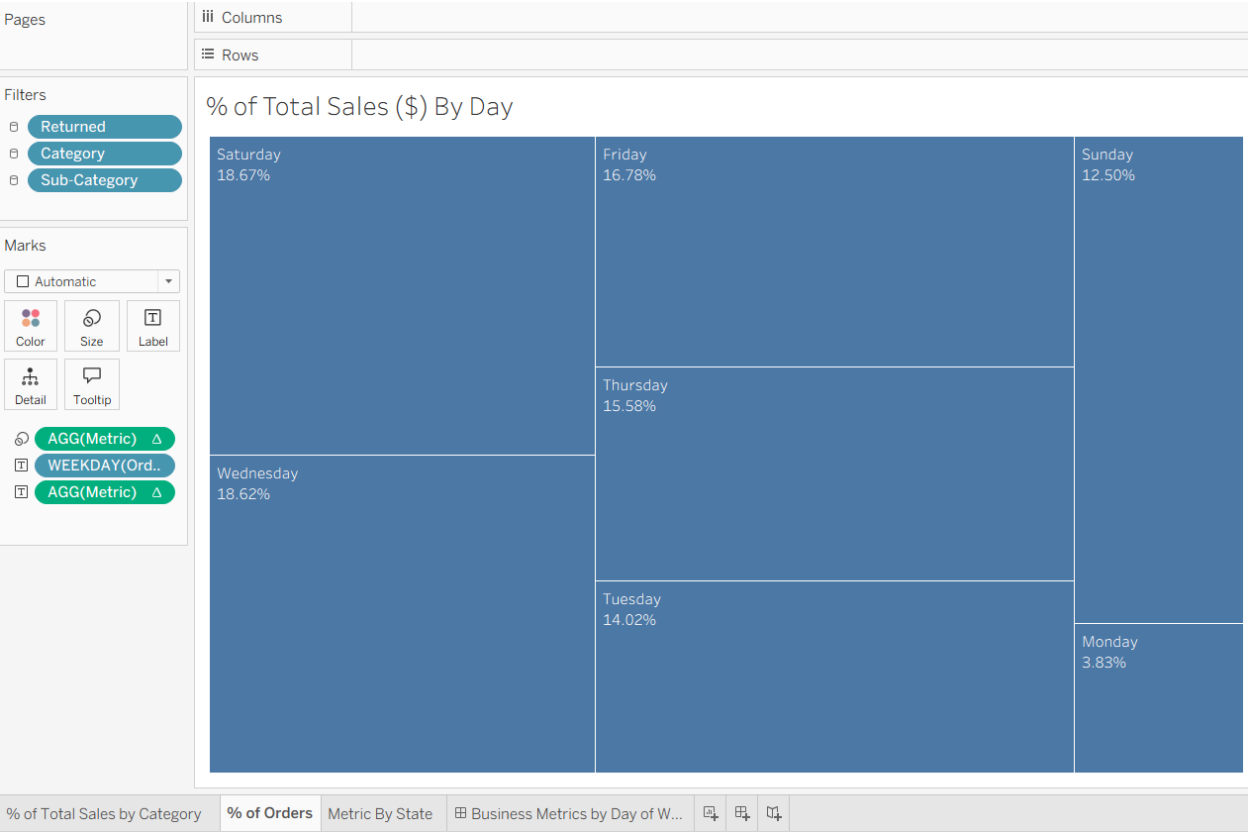 Pages
Columns
Rows
Filters
Returned
Category
Sub-Category
Marks
Automatic
Color
Size
Label
Detail
Tooltip
AGG(Metric) Δ
WEEKDAY(Ord..
AGG(Metric) Δ
% of Total Sales ($) By Day
Saturday
18.67%
Wednesday
18.62%
Friday
16.78%
Thursday
15.58%
Tuesday
14.02%
Sunday
12.50%
Monday
3.83%
% of Total Sales by Category
% of Orders
Metric By State
Business Metrics by Day of W...